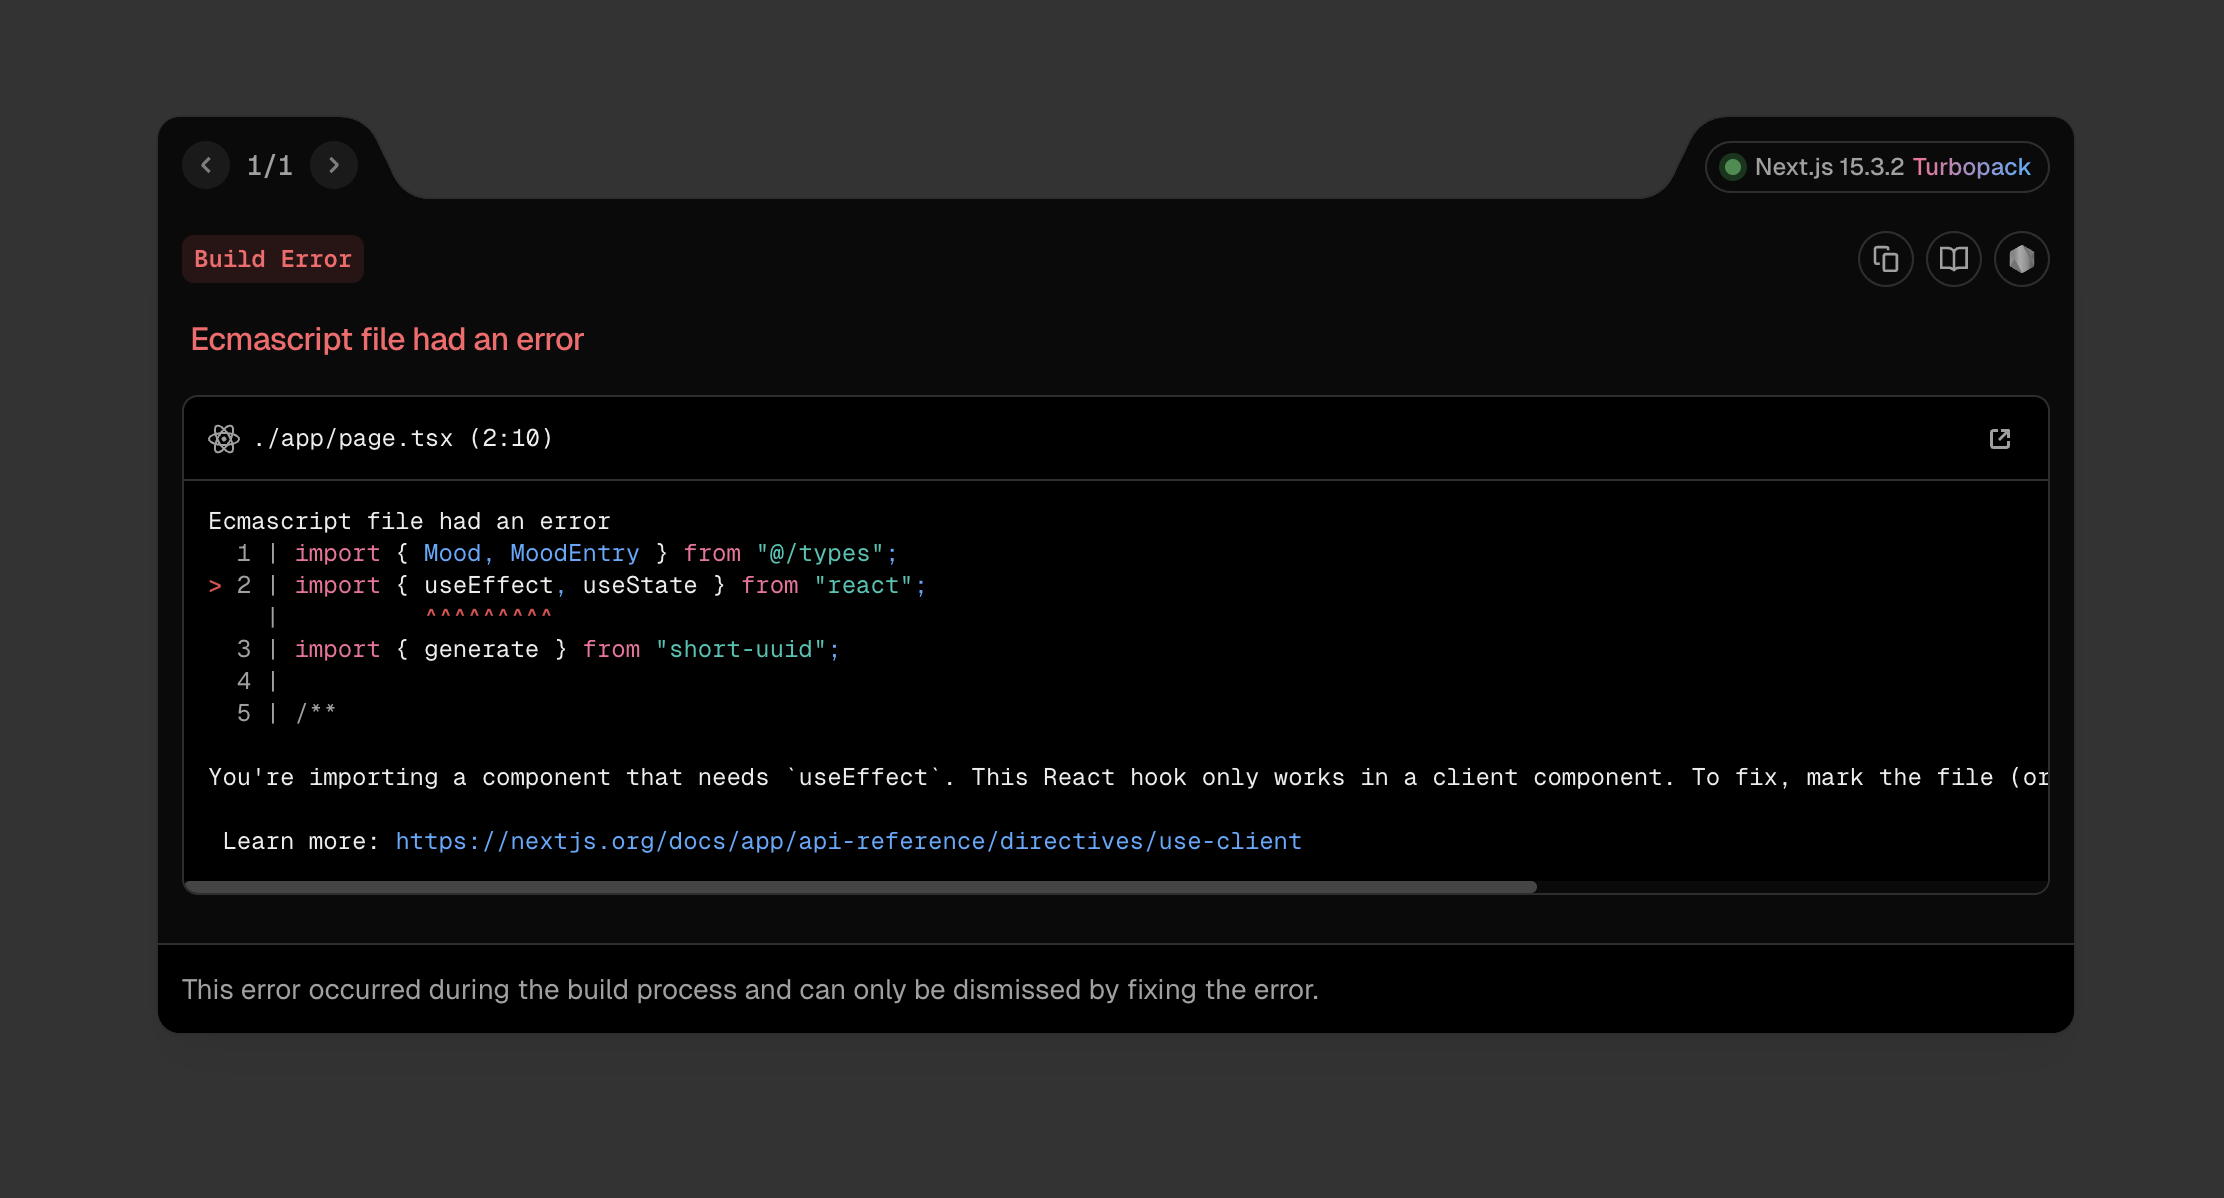 1/1
Next.js 15.3.2 Turbopack
Build Error
Ecmascript file had an error
./app/page.tsx (2:10)
Ecmascript file had an error
  1 | import { Mood, MoodEntry } from "@/types";
> 2 | import { useEffect, useState } from "react";
    |          ^^^^^^^^^
  3 | import { generate } from "short-uuid";
  4 |
  5 | /**
You're importing a component that needs `useEffect`. This React hook only works in a client component. To fix, mark the file (or
Learn more: https://nextjs.org/docs/app/api-reference/directives/use-client
This error occurred during the build process and can only be dismissed by fixing the error.